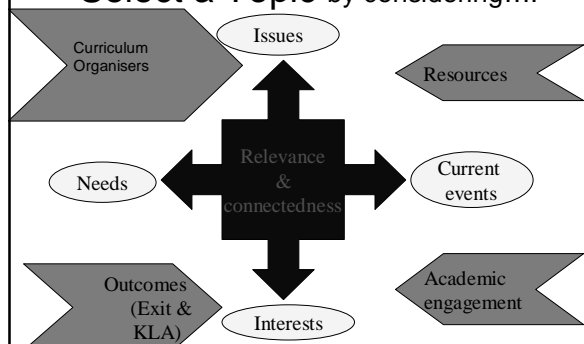 Select a Topic by considering….
Issues
Curriculum
Organisers
Resources
Relevance
&
connectedness
Needs
Current
events
Outcomes
(Exit &
KLA)
Academic
engagement
Interests